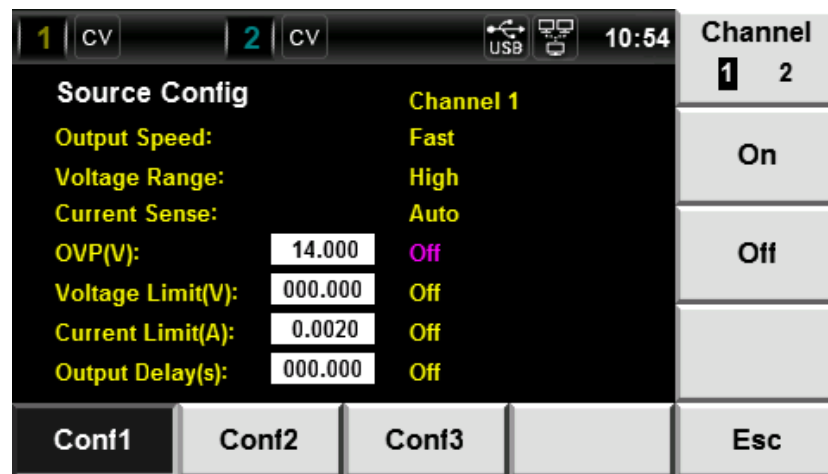 1 CV 2 CV USB 10:54
Channel
1 2
Source Config Channel 1
Output Speed: Fast
Voltage Range: High
Current Sense: Auto
OVP(V): 14.000 Off
Voltage Limit(V): 000.000 Off
Current Limit(A): 0.0020 Off
Output Delay(s): 000.000 Off
On
Off
Conf1 Conf2 Conf3 Esc